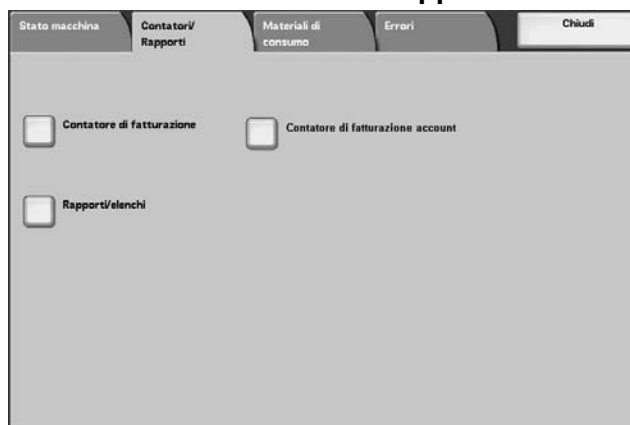 Stato macchina
Contatori/
Rapporti
Materiali di
consumo
Errori
Chiudi
Contatore di fatturazione
Contatore di fatturazione account
Rapporti/elenchi